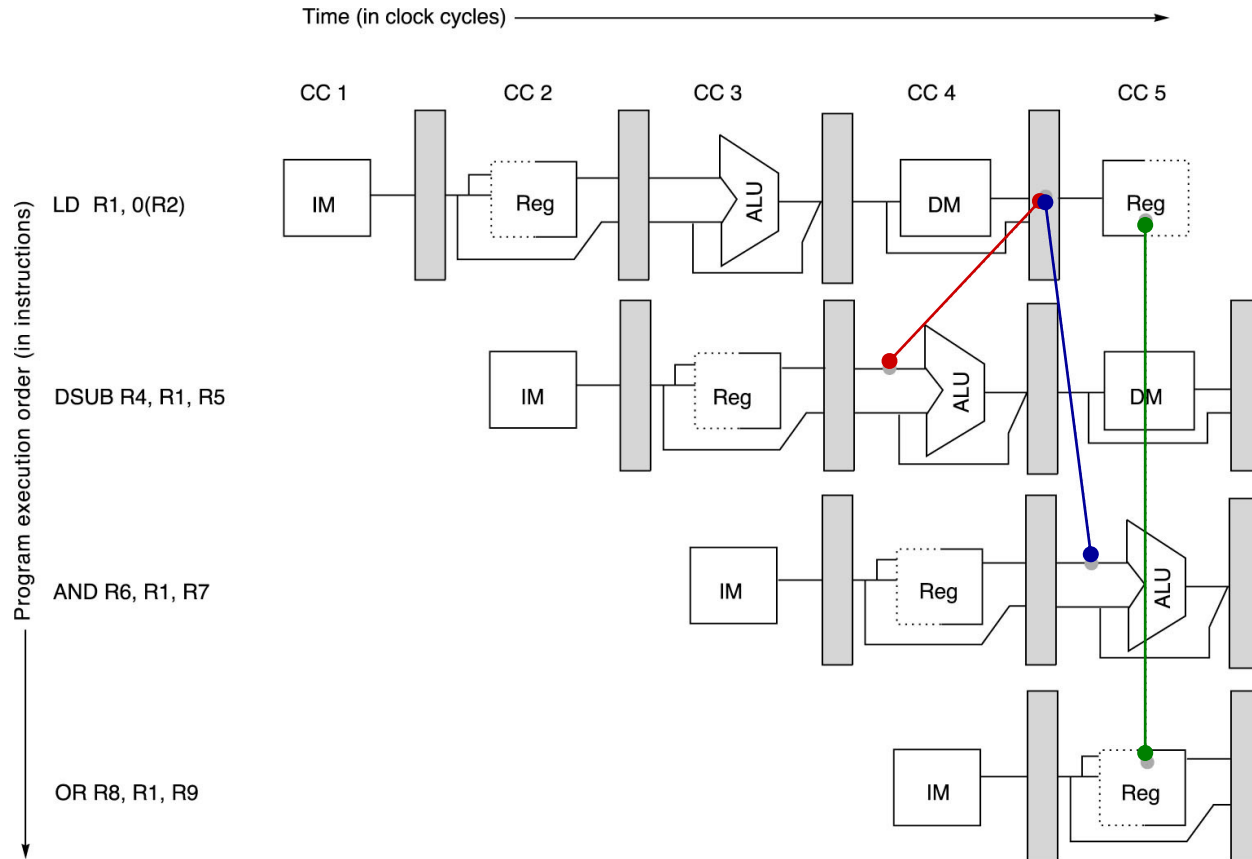 Time (in clock cycles)
CC 1 CC 2 CC 3 CC 4 CC 5
Program execution order (in instructions)
LD R1, 0(R2) IM Reg ALU DM Reg
DSUB R4, R1, R5 IM Reg ALU DM
AND R6, R1, R7 IM Reg ALU
OR R8, R1, R9 IM Reg